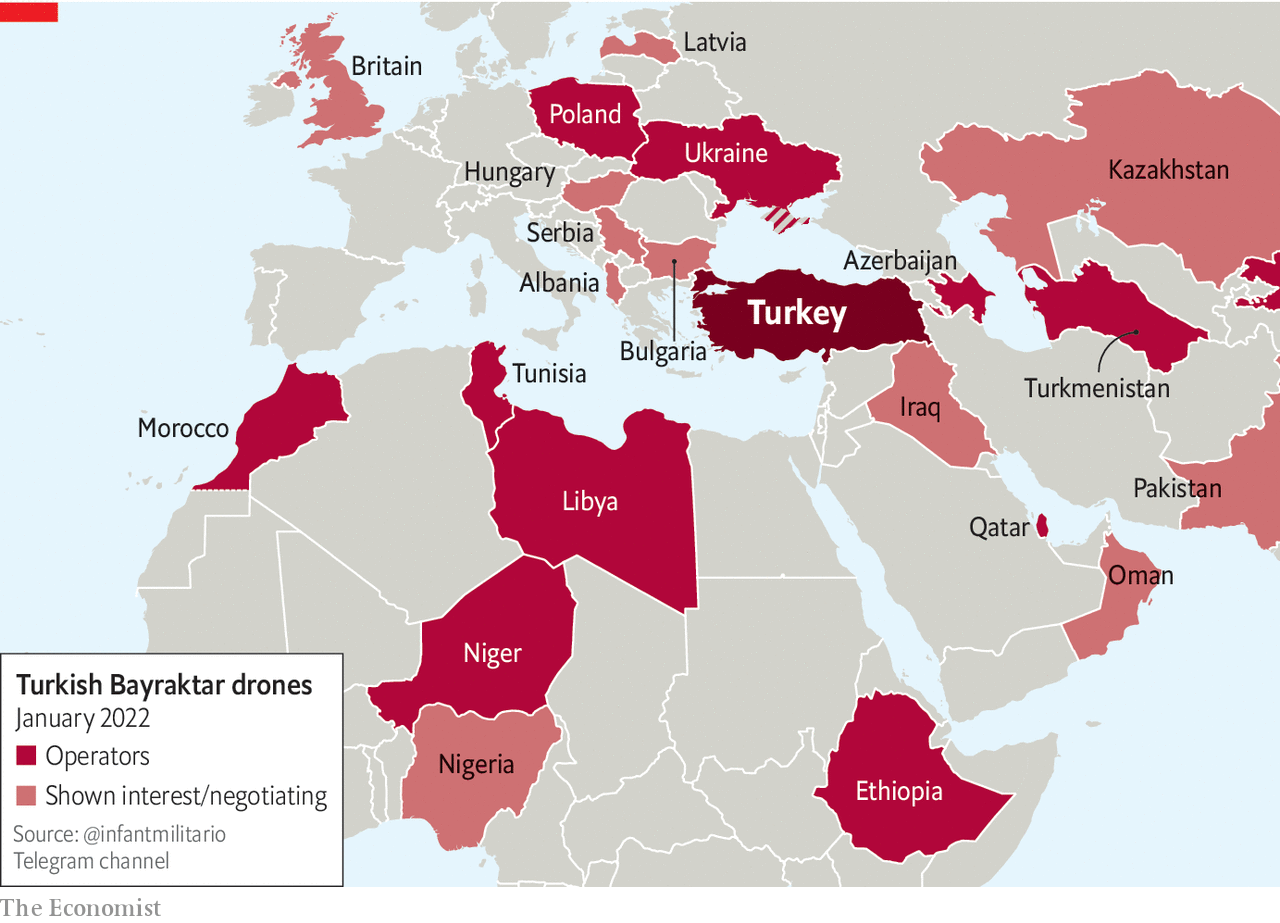 Latvia
Britain
Poland
Ukraine
Hungary
Kazakhstan
Serbia
Azerbaijan
Albania
Turkey
Bulgaria
Tunisia
Turkmenistan
Iraq
Morocco
Pakistan
Libya
Qatar
Oman
Niger
Nigeria
Ethiopia
Turkish Bayraktar drones
January 2022
Operators
Shown interest/negotiating
Source: @infantmilitario
Telegram channel
The Economist